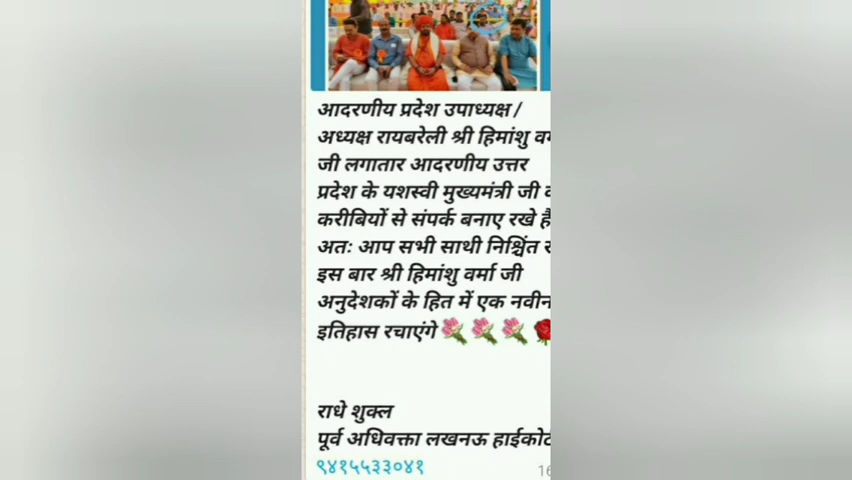 आदरणीय प्रदेश उपाध्यक्ष/
अध्यक्ष रायबरेली श्री हिमांशु
जी लगातार आदरणीय उत्तर
प्रदेश के यशस्वी मुख्यमंत्री जी
करीबियों से संपर्क बनाए रखे
अतः आप सभी साथी निश्चिंत
इस बार श्री हिमांशु वर्मा जी
अनुदेशकों के हित में एक नवीन
इतिहास रचाएंगे 💐💐💐🌹
राधे शुक्ल
पूर्व अधिवक्ता लखनऊ
९४१५५३३०४१